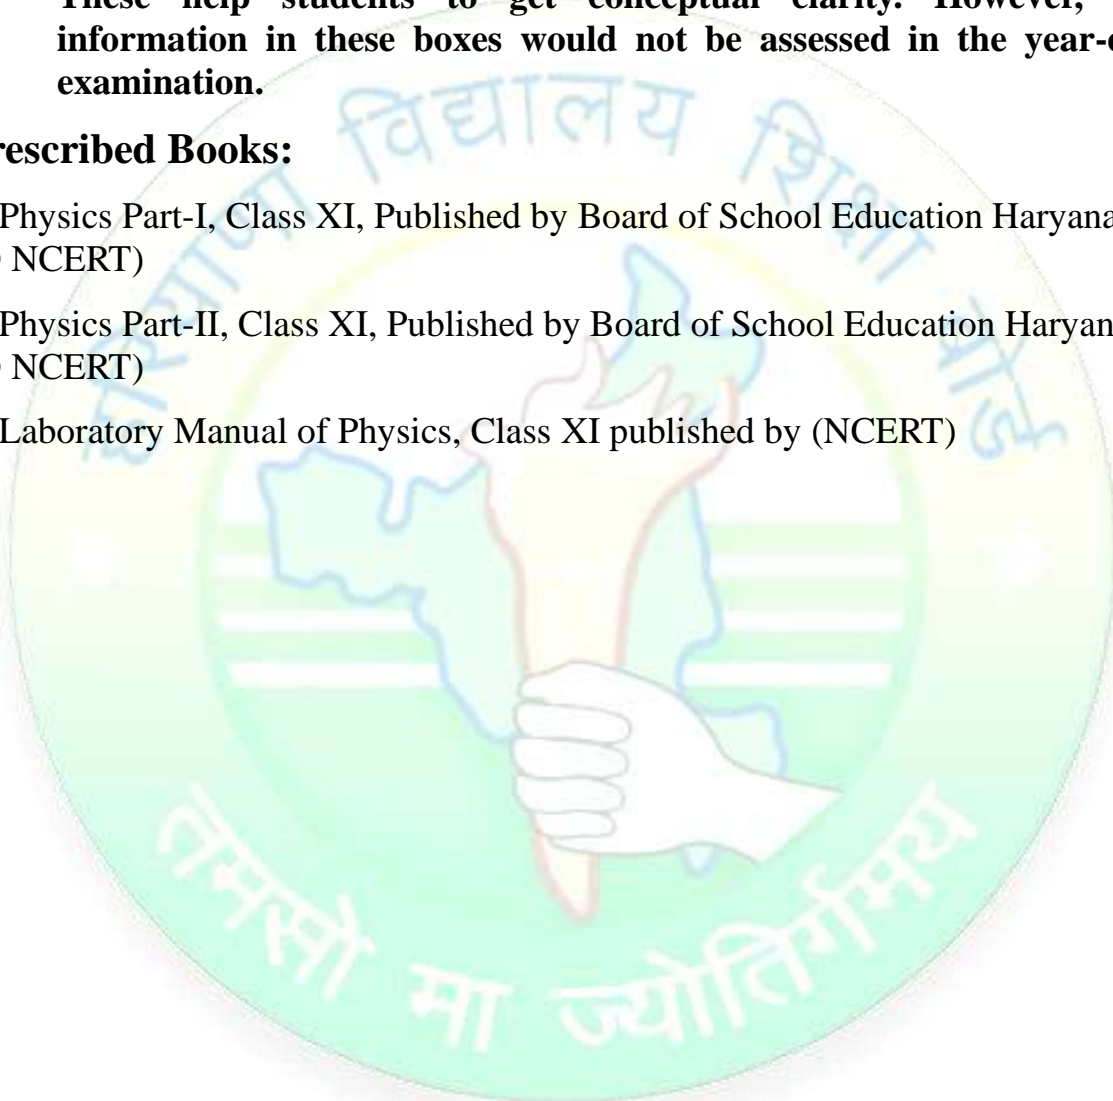 These help students to get conceptual clarity. However,
information in these boxes would not be assessed in the year-e
examination.
rescribed Books:
Physics Part-I, Class XI, Published by Board of School Education Haryana
NCERT)
Physics Part-II, Class XI, Published by Board of School Education Haryan
NCERT)
Laboratory Manual of Physics, Class XI published by (NCERT)
हरियाणा विद्यालय शिक्षा बोर्ड
तमसो मा ज्योतिर्गमय